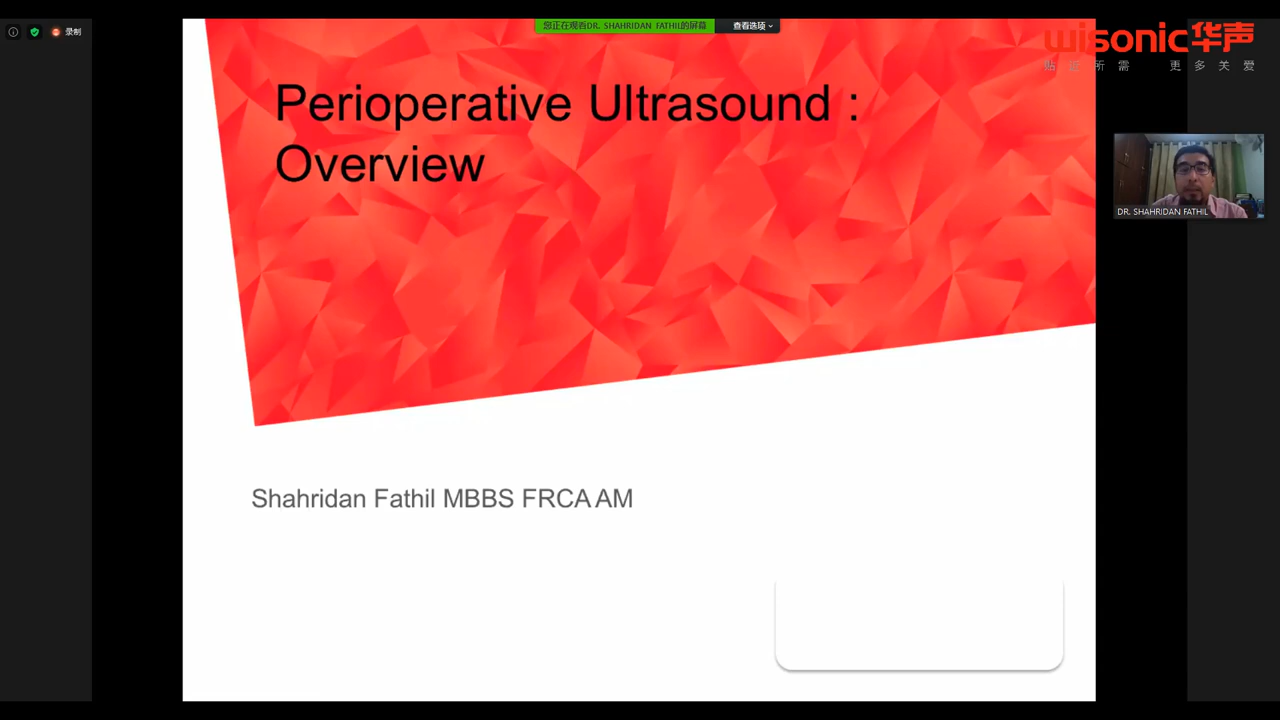 录制
您正在观看DR. SHAHRIDAN FATHIL的屏幕
查看选项
wisonic华声
贴近所需 更多关爱
Perioperative Ultrasound :
Overview
DR. SHAHRIDAN FATHIL
Shahridan Fathil MBBS FRCA AM